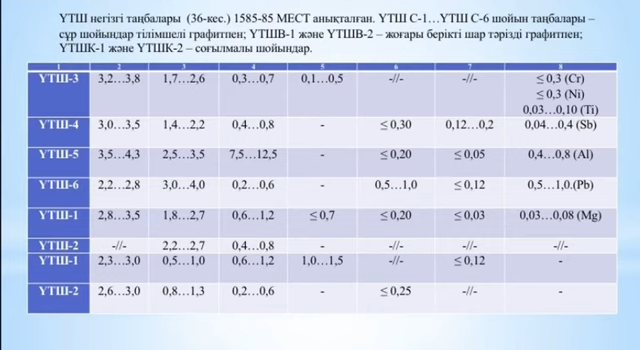 ҮТШ негізгі таңбалары (36-кес.) 1585-85 МЕСТ анықталған. ҮТШ С-1…ҮТШ С-6 шойын таңбалары –
сұр шойындар тілімшелі графитпен; ҮТШВ-1 және ҮТШВ-2 – жоғары берікті шар тәрізді графитпен;
ҮТШК-1 және ҮТШК-2 – соғылмалы шойындар.
1 2 3 4 5 6 7 8
ҮТШ-3 3,2…3,8 1,7…2,6 0,3…0,7 0,1…0,5 -//- -//- ≤0,3 (Cr)
≤0,3 (Ni)
0,03…0,10 (Ti)
ҮТШ-4 3,0…3,5 1,4…2,2 0,4…0,8 - ≤0,30 0,12…0,2 0,04…0,4 (Sb)
ҮТШ-5 3,5…4,3 2,5…3,5 7,5…12,5 - ≤0,20 ≤0,05 0,4…0,8 (Al)
ҮТШ-6 2,2…2,8 3,0…4,0 0,2…0,6 - 0,5…1,0 ≤0,12 0,5…1,0.(Pb)
ҮТШ-1 2,8…3,5 1,8…2,7 0,6…1,2 ≤0,7 ≤0,20 ≤0,03 0,03…0,08 (Mg)
ҮТШ-2 -//- 2,2…2,7 0,4…0,8 - -//- -//- -//-
ҮТШ-1 2,3…3,0 0,5…1,0 0,6…1,2 1,0…1,5 -//- ≤0,12 -
ҮТШ-2 2,6…3,0 0,8…1,3 0,2…0,6 - ≤0,25 -//- -